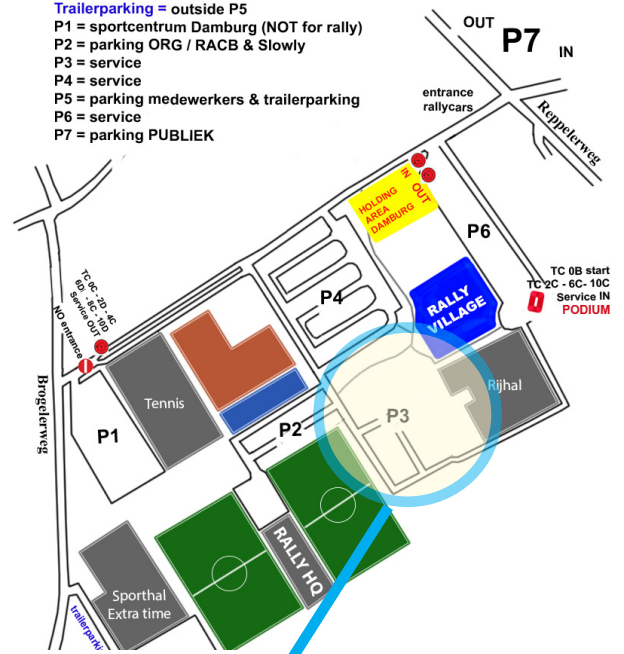 Trailerparking = outside P5
P1 = sportcentrum Damburg (NOT for rally)
P2 = parking ORG / RACB & Slowly
P3 = service
P4 = service
P5 = parking medewerkers & trailerparking
P6 = service
P7 = parking PUBLIEK
OUT
P7
IN
entrance
rallycars
Reppelerweg
IN
OUT
HOLDING
AREA
DAMBURG
P6
TC 0B start
TC 2C - 6C- 10C
Service IN
PODIUM
TC 0C - 2D - 4C
6D - 8C - 10D
Service OUT
NO entrance
P4
RALLY
VILLAGE
Brogelerweg
Tennis
Rijhal
P1
P2
P3
RALLY HQ
Sporthal
Extra time